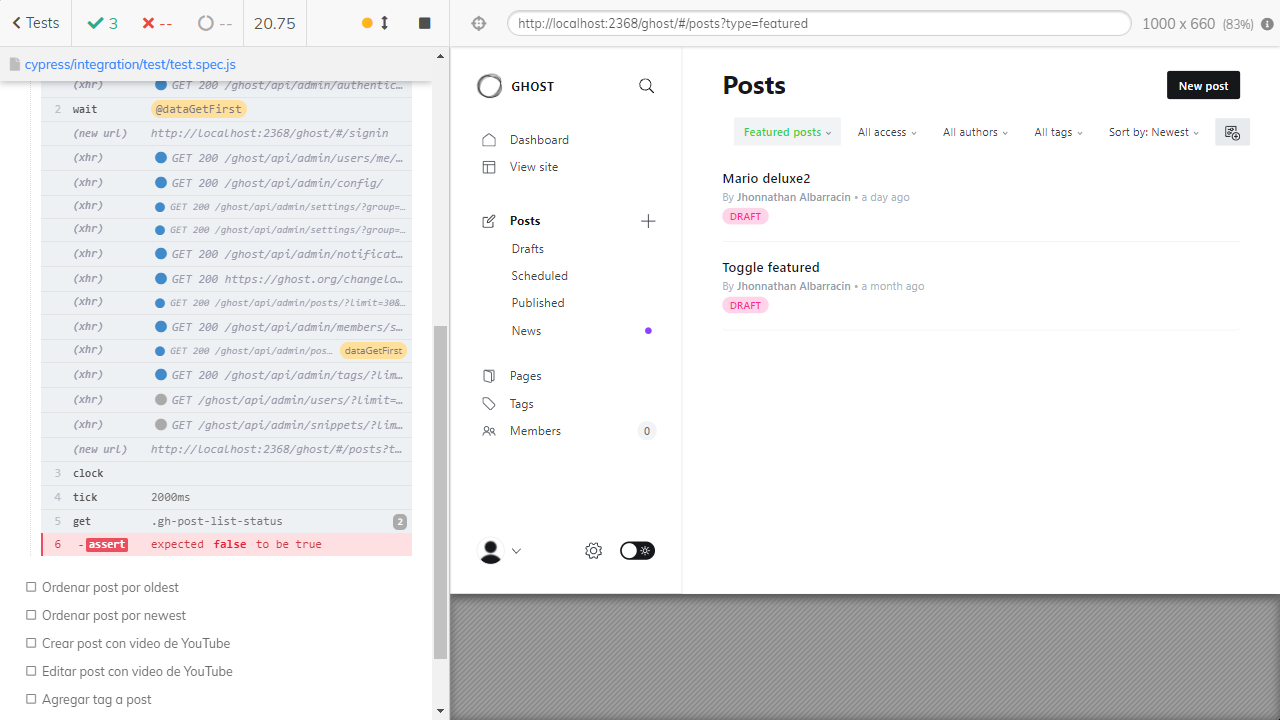 Tests
3
--
--
20.75
http://localhost:2368/ghost/#/posts?type=featured
1000 x 660 (83%)
cypress/integration/test/test.spec.js
(xhr) GET 200 /ghost/api/admin/authentic...
2 wait @dataGetFirst
(new url) http://localhost:2368/ghost/#/signin
(xhr) GET 200 /ghost/api/admin/users/me/...
(xhr) GET 200 /ghost/api/admin/config/
(xhr) GET 200 /ghost/api/admin/settings/?group=...
(xhr) GET 200 /ghost/api/admin/settings/?group=...
(xhr) GET 200 /ghost/api/admin/notificat...
(xhr) GET 200 https://ghost.org/changelo...
(xhr) GET 200 /ghost/api/admin/posts/?limit=30&...
(xhr) GET 200 /ghost/api/admin/members/s...
(xhr) GET 200 /ghost/api/admin/pos... dataGetFirst
(xhr) GET 200 /ghost/api/admin/tags/?lim...
(xhr) GET /ghost/api/admin/users/?limit=...
(xhr) GET /ghost/api/admin/snippets/?lim...
(new url) http://localhost:2368/ghost/#/posts?t...
3 clock
4 tick 2000ms
5 get .gh-post-list-status 2
6 -assert expected false to be true
Ordenar post por oldest
Ordenar post por newest
Crear post con video de YouTube
Editar post con video de YouTube
Agregar tag a post
GHOST
Dashboard
View site
Posts
Drafts
Scheduled
Published
News
Pages
Tags
Members 0
Posts
New post
Featured posts
All access
All authors
All tags
Sort by: Newest
Mario deluxe2
By Jhonnathan Albarracin • a day ago
DRAFT
Toggle featured
By Jhonnathan Albarracin • a month ago
DRAFT